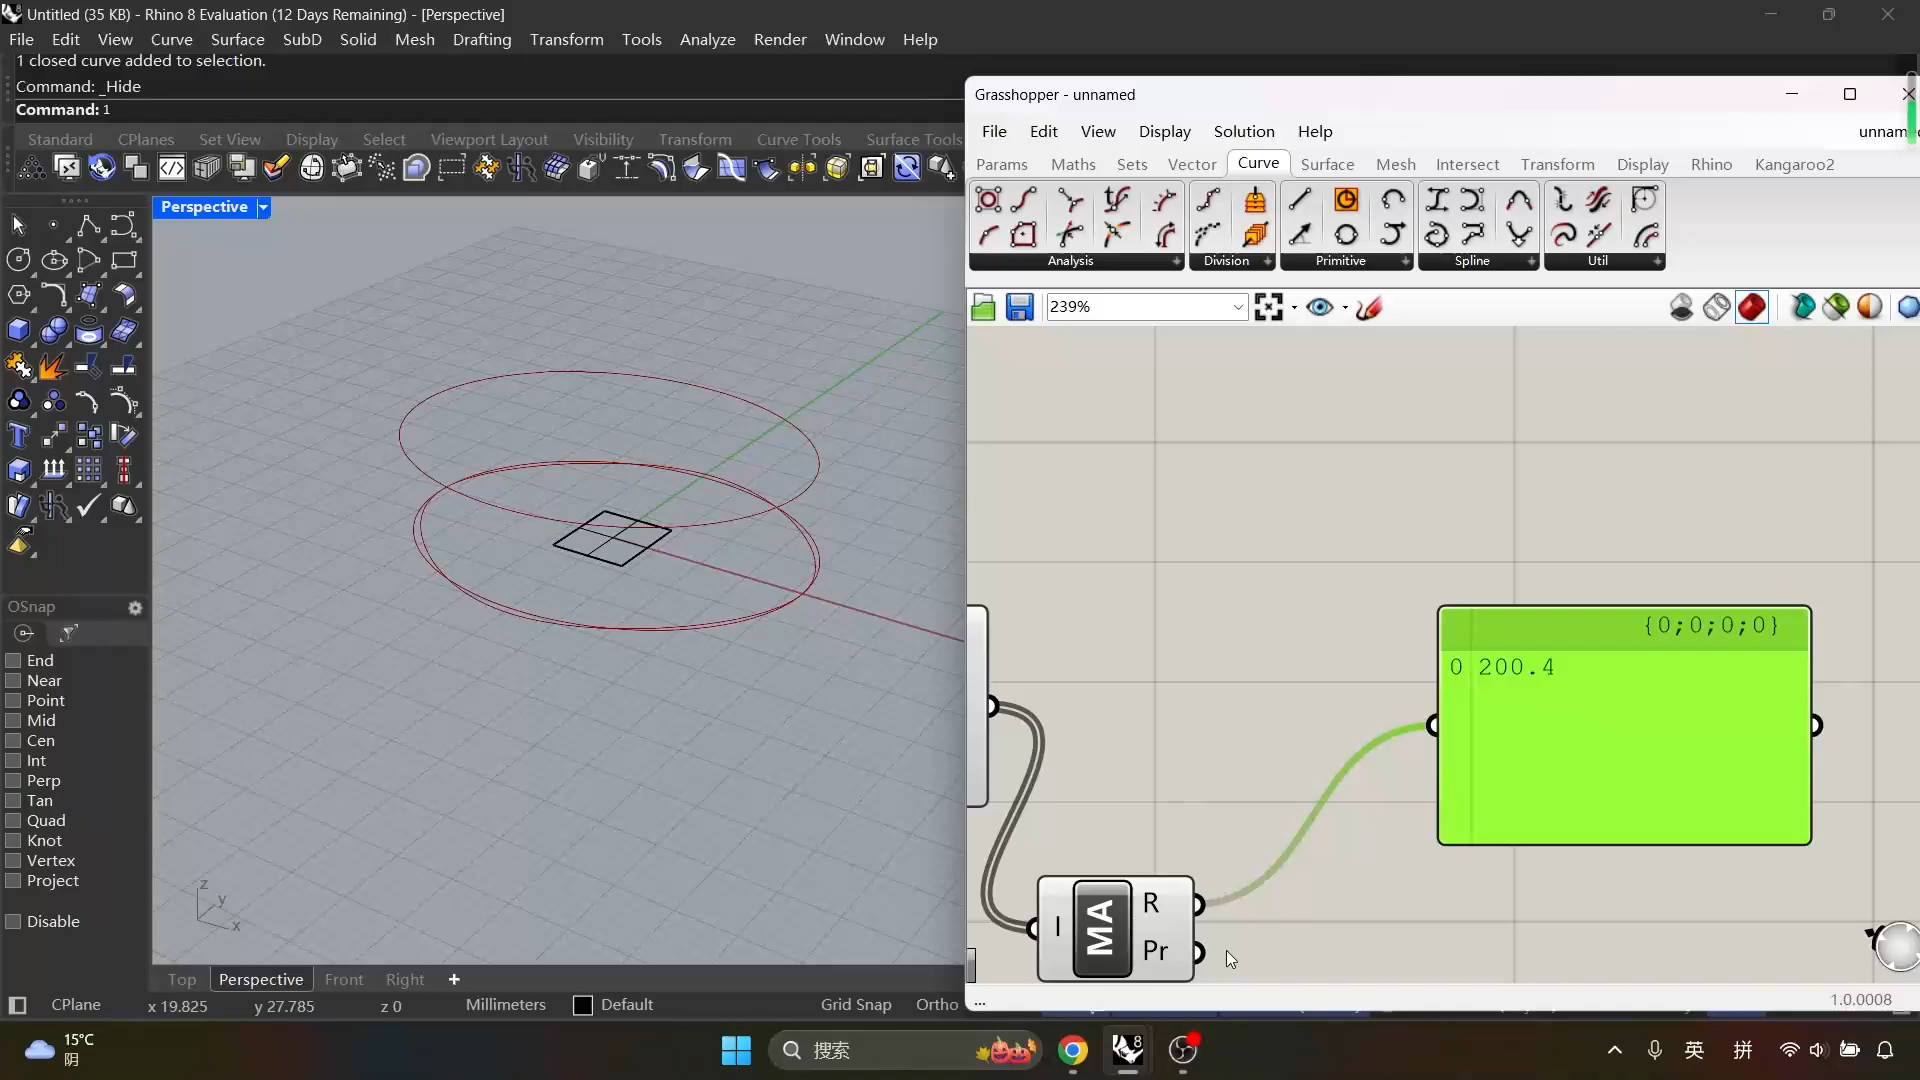 Untitled (35 KB) - Rhino 8 Evaluation (12 Days Remaining) - [Perspective]
File Edit View Curve Surface SubD Solid Mesh Drafting Transform Tools Analyze Render Window Help
1 closed curve added to selection.
Command: _Hide
Command: 1
Standard CPlanes Set View Display Select Viewport Layout Visibility Transform Curve Tools Surface Tools
Perspective
OSnap
End
Near
Point
Mid
Cen
Int
Perp
Tan
Quad
Knot
Vertex
Project
Disable
z
y
x
Top Perspective Front Right
CPlane x 19.825 y 27.785 z 0 Millimeters Default Grid Snap Ortho
Grasshopper - unnamed
File Edit View Display Solution Help unnam
Params Maths Sets Vector Curve Surface Mesh Intersect Transform Display Rhino Kangaroo2
Analysis Division Primitive Spline Util
239%
{0;0;0;0}
0 200.4
I MA R
Pr
...
1.0.0008
15°C
阴
搜索
8
英
拼